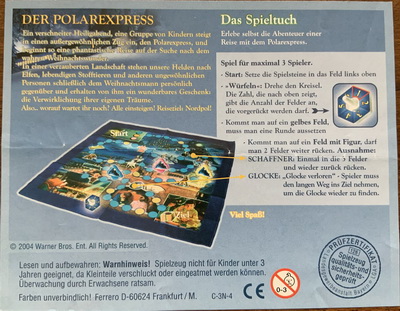 DER POLAREXPRESS
Ein verschneiter Heiligabend, eine Gruppe von Kindern steigt
in einen außergewöhnlichen Zug ein, den Polarexpress, und
beginnt so eine phantastische Reise auf der Suche nach dem
wahren Weihnachtsmann.
In einer verzauberten Landschaft stehen unsere Helden nach
Elfen, lebendigen Stofftieren und anderen ungewöhnlichen
Personen schließlich dem Weihnachtsmann persönlich
gegenüber und erhalten von ihm ein wunderbares Geschenk:
die Verwirklichung ihrer eigenen Träume.
Also.. worauf wartet ihr noch? Alle einsteigen! Reiseziel: Nordpol!
Das Spieltuch
Erlebe selbst die Abenteuer einer
Reise mit dem Polarexpress.
Spiel für maximal 3 Spieler.
- Start: Setze die Spielsteine in das Feld links oben
- »Würfeln«: Drehe den Kreisel.
Die Zahl, die nach oben zeigt,
gibt die Anzahl der Felder an,
die vorgerückt werden darf.
- Kommt man auf ein gelbes Feld,
muss man eine Runde aussetzen
- Kommt man auf ein Feld mit Figur, darf
man 2 Felder weiter rücken. Ausnahme:
SCHAFFNER: Einmal in die 3 Felder
und wieder zurück rücken.
GLOCKE: „Glocke verloren" - Spieler muss
den langen Weg ins Ziel nehmen,
um die Glocke wieder zu finden.
Viel Spaß!
Start
Ziel
© 2004 Warner Bros. Ent. All Rights Reserved.
Lesen und aufbewahren: Warnhinweis! Spielzeug nicht für Kinder unter 3
Jahren geeignet, da Kleinteile verschluckt oder eingeatmet werden können.
Überwachung durch Erwachsene ratsam.
Farben unverbindlich! Ferrero D-60624 Frankfurt / M. C-3N-4
CE
0-3
PRÜFZERTIFIKAT
Spielzeug
qualitäts- und
sicherheits-
geprüft